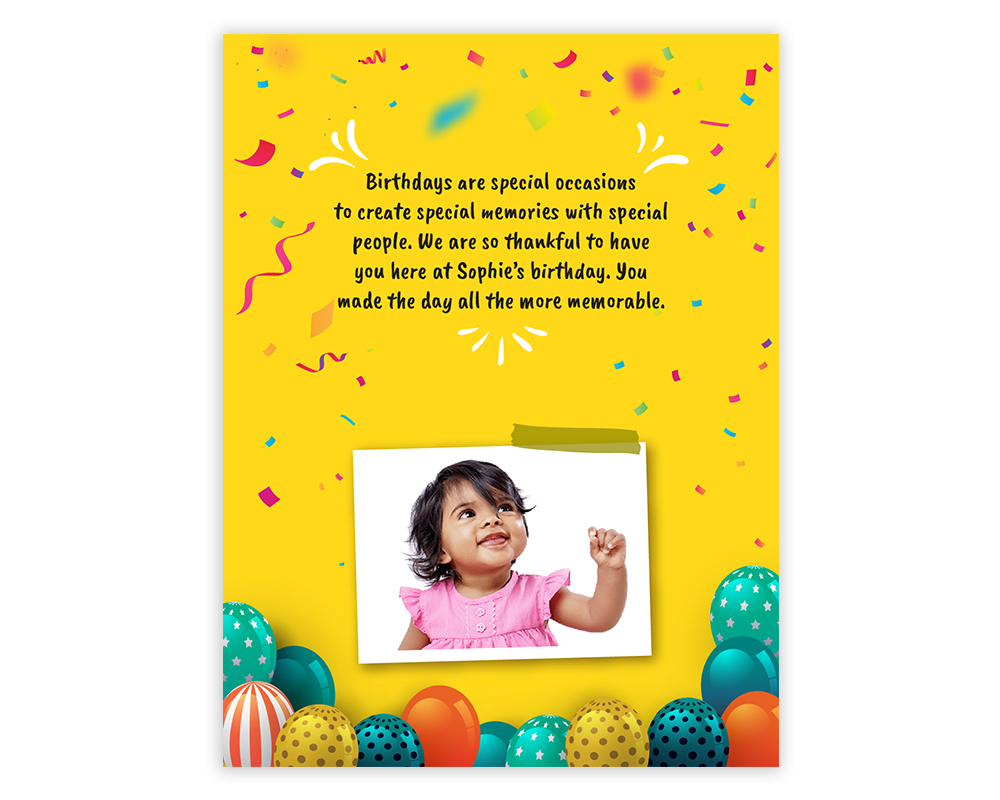 Birthdays are special occasions
to create special memories with special
people. We are so thankful to have
you here at Sophie's birthday. You
made the day all the more memorable.